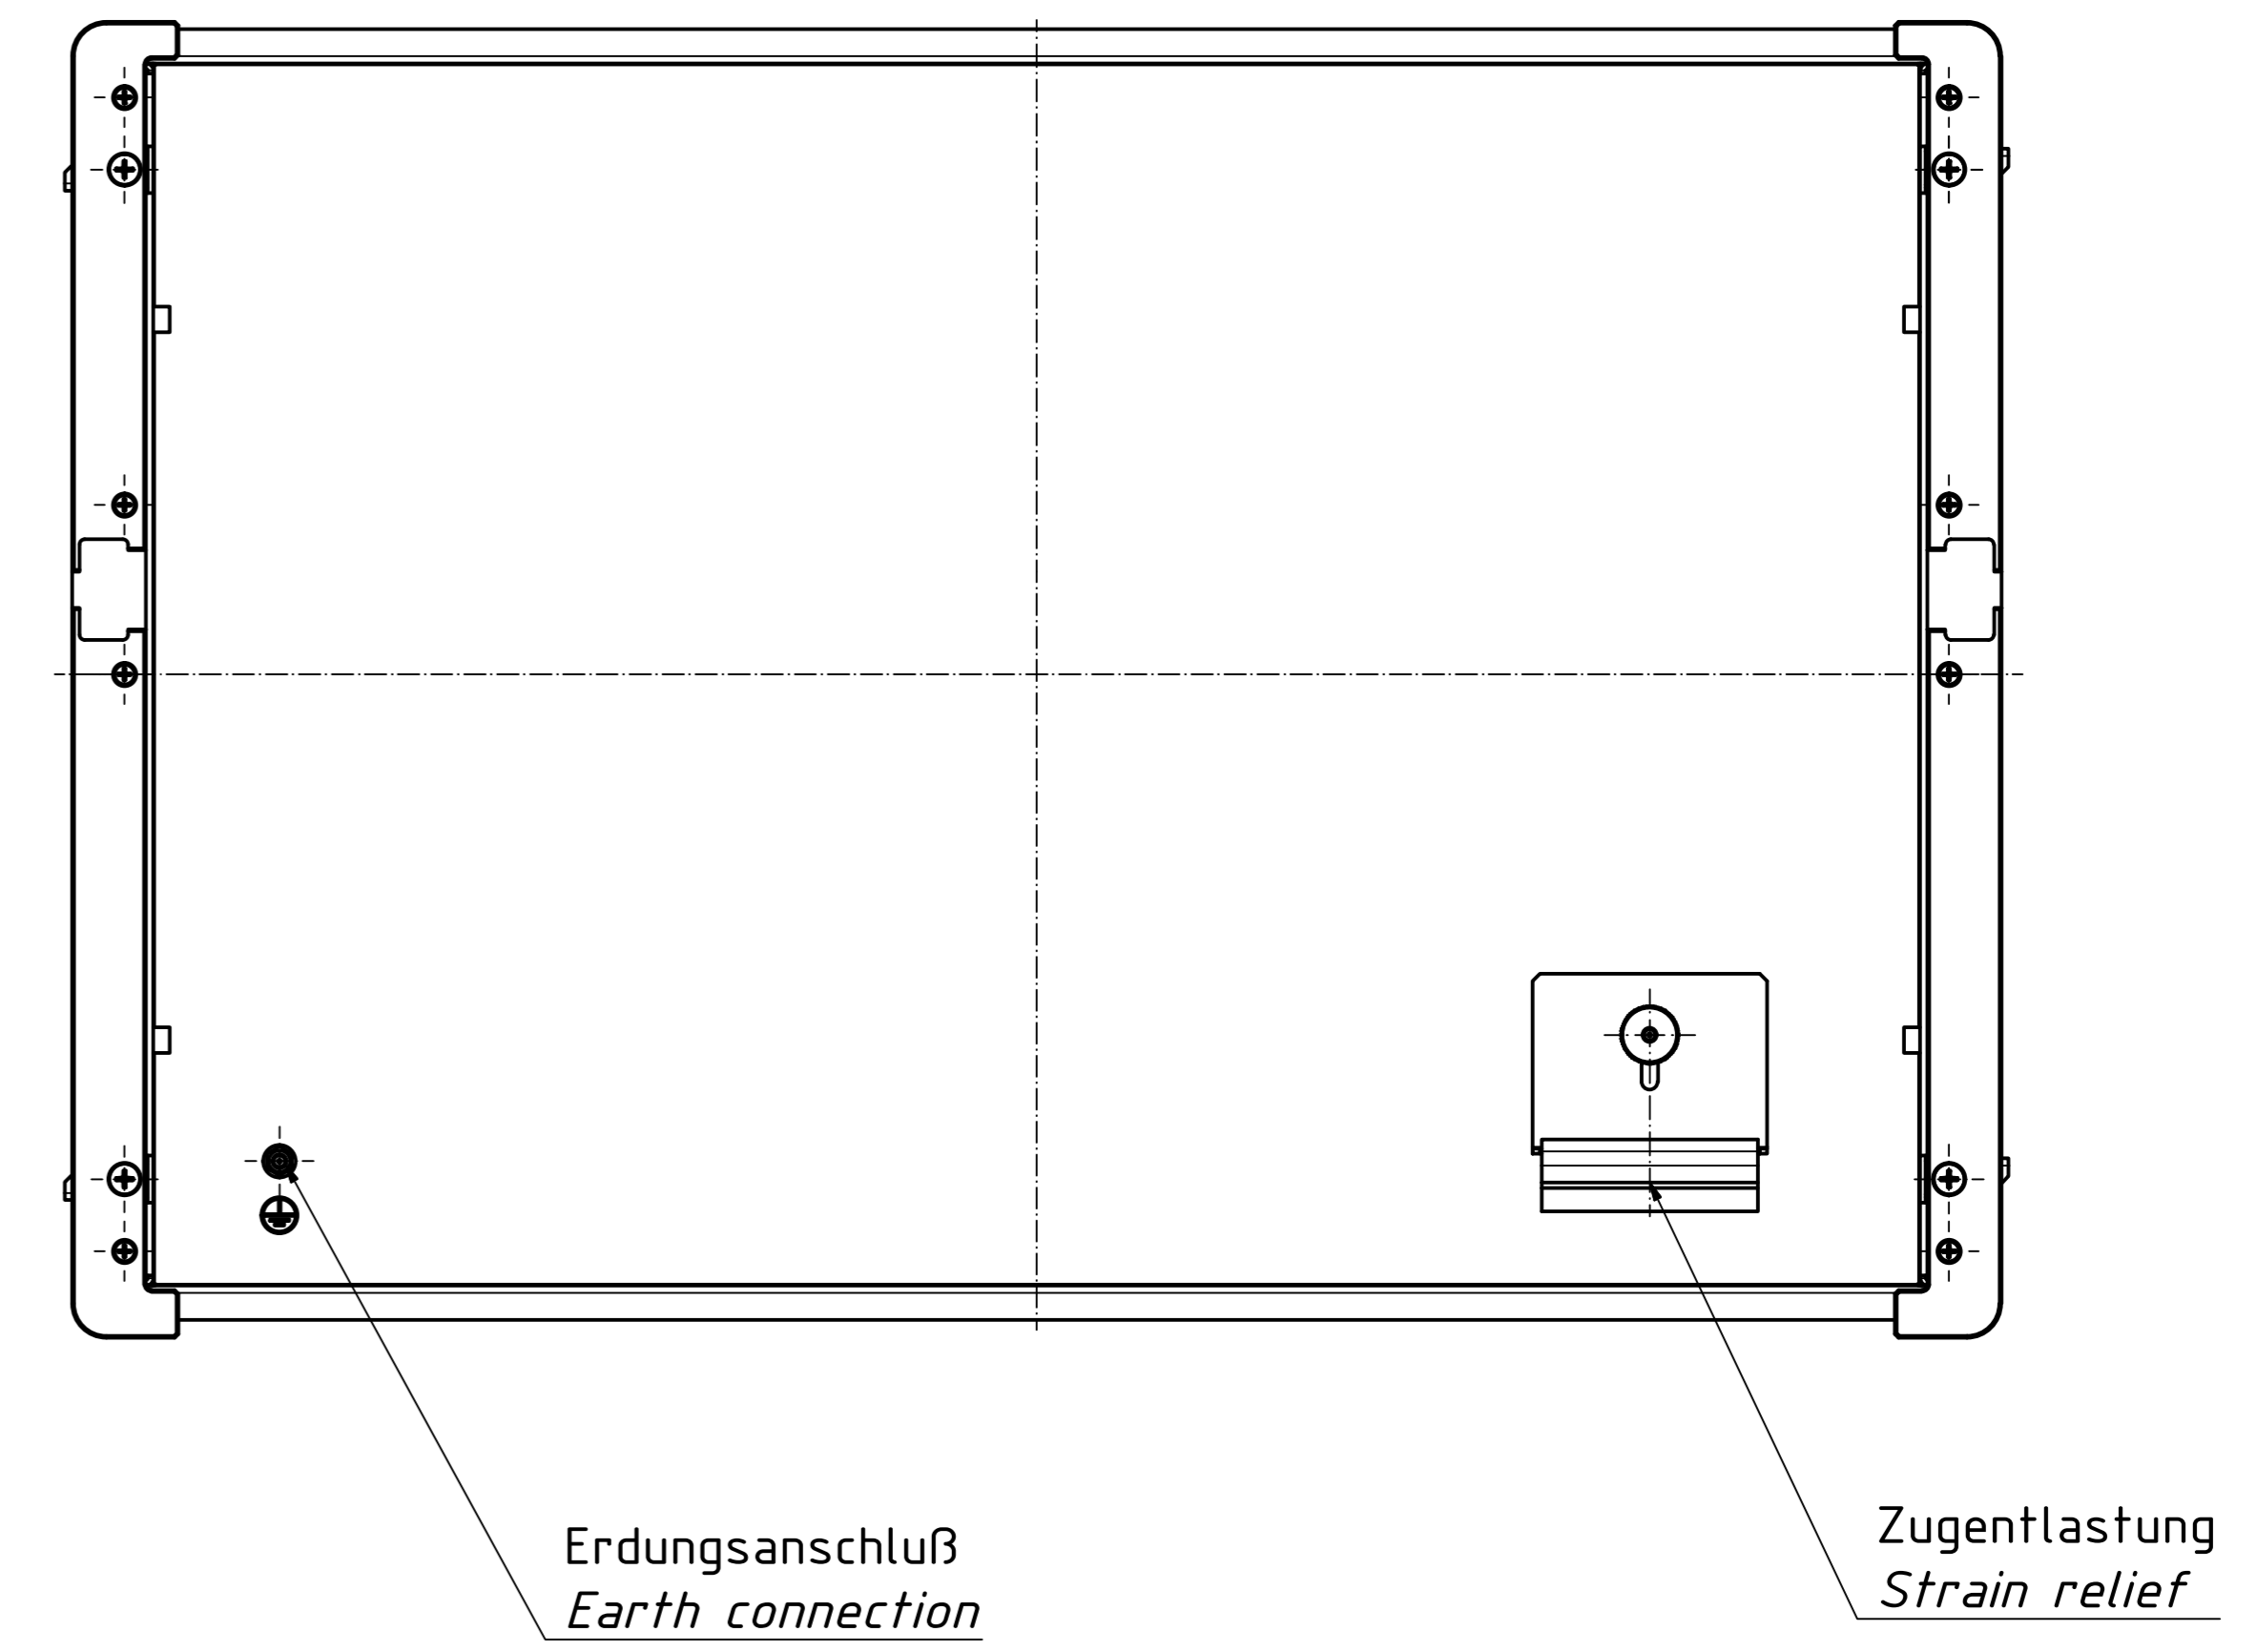 Erdungsanschluß
Earth connection
Zugentlastung
Strain relief